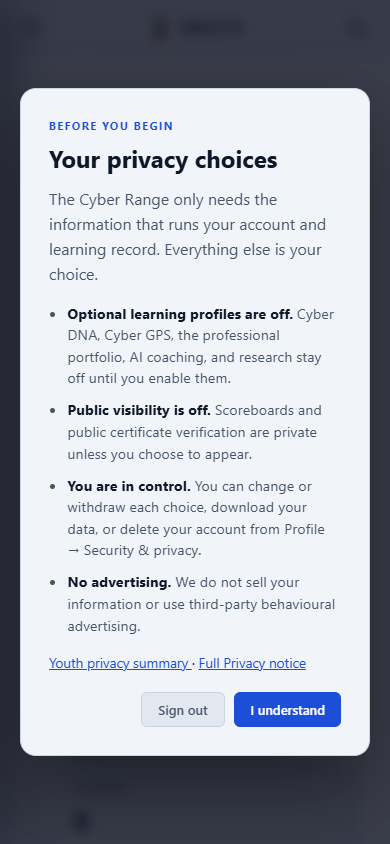 BEFORE YOU BEGIN
Your privacy choices
The Cyber Range only needs the
information that runs your account and
learning record. Everything else is your
choice.
• Optional learning profiles are off. Cyber
DNA, Cyber GPS, the professional
portfolio, AI coaching, and research stay
off until you enable them.
• Public visibility is off. Scoreboards and
public certificate verification are private
unless you choose to appear.
• You are in control. You can change or
withdraw each choice, download your
data, or delete your account from Profile
→ Security & privacy.
• No advertising. We do not sell your
information or use third-party behavioural
advertising.
Youth privacy summary · Full Privacy notice
Sign out I understand